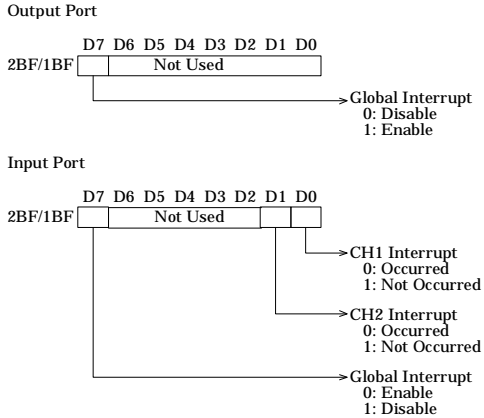 Output Port
D7 D6 D5 D4 D3 D2 D1 D0
2BF/1BF Not Used
Global Interrupt
0: Disable
1: Enable
Input Port
D7 D6 D5 D4 D3 D2 D1 D0
2BF/1BF Not Used
CH1 Interrupt
0: Occurred
1: Not Occurred
CH2 Interrupt
0: Occurred
1: Not Occurred
Global Interrupt
0: Enable
1: Disable